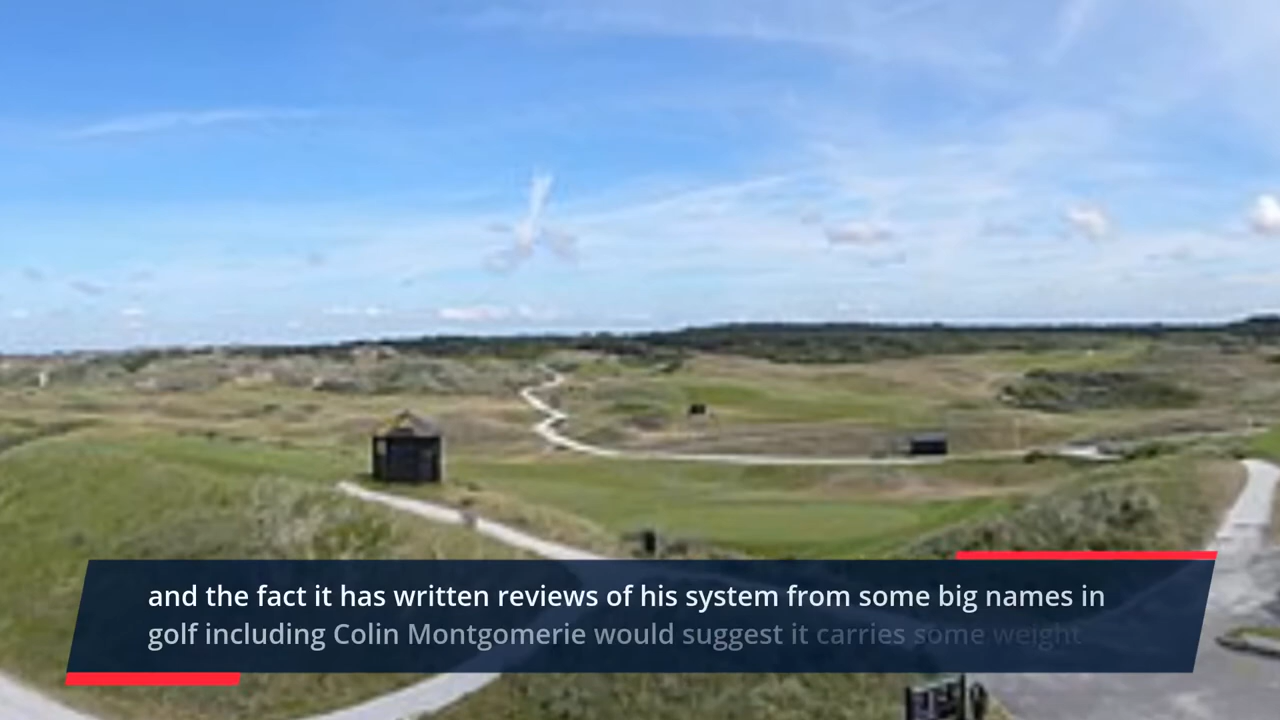 and the fact it has written reviews of his system from some big names in
golf including Colin Montgomerie would suggest it carries some weight